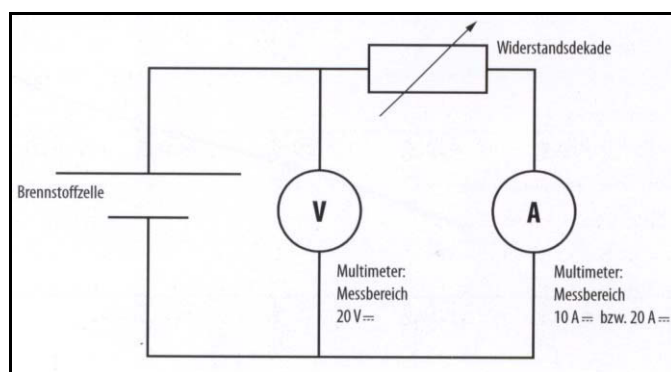 Widerstandsdekade
Brennstoffzelle
V
A
Multimeter:
Messbereich
20 V⎓
Multimeter:
Messbereich
10 A⎓ bzw. 20 A⎓